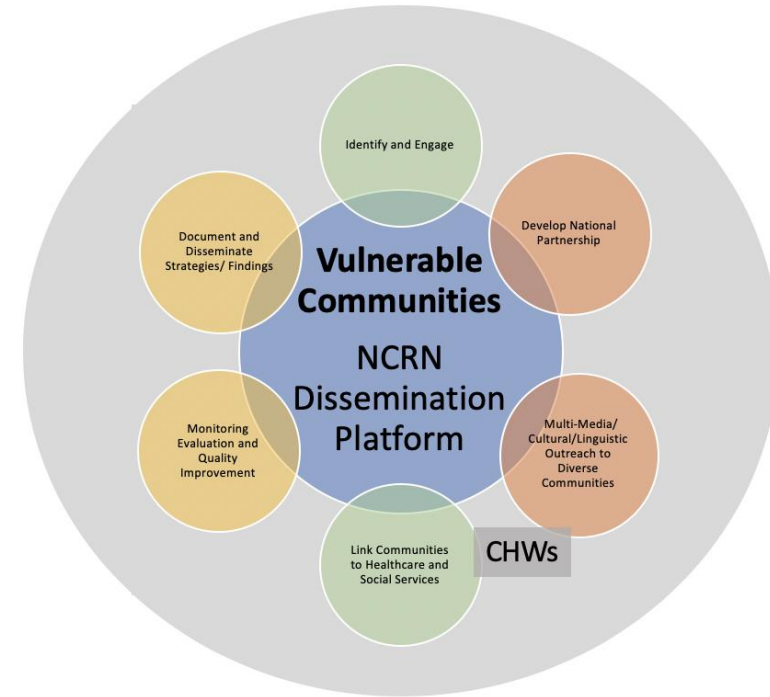 Identify and Engage
Develop National
Partnership
Multi-Media/
Cultural/Linguistic
Outreach to
Diverse
Communities
CHWs
Link Communities
to Healthcare and
Social Services
Monitoring
Evaluation and
Quality
Improvement
Document and
Disseminate
Strategies/ Findings
Vulnerable
Communities
NCRN
Dissemination
Platform